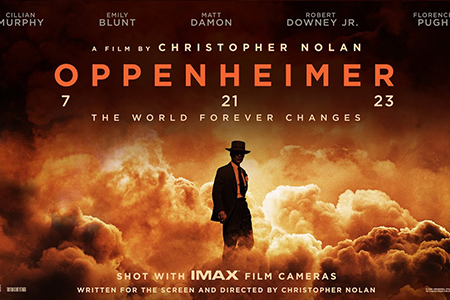 CILLIAN EMILY MATT ROBERT FLORENCE
MURPHY BLUNT DAMON DOWNEY JR. PUGH
A FILM BY CHRISTOPHER NOLAN
OPPENHEIMER
7 21 23
THE WORLD FOREVER CHANGES
SHOT WITH IMAX FILM CAMERAS
WRITTEN FOR THE SCREEN AND DIRECTED BY CHRISTOPHER NOLAN